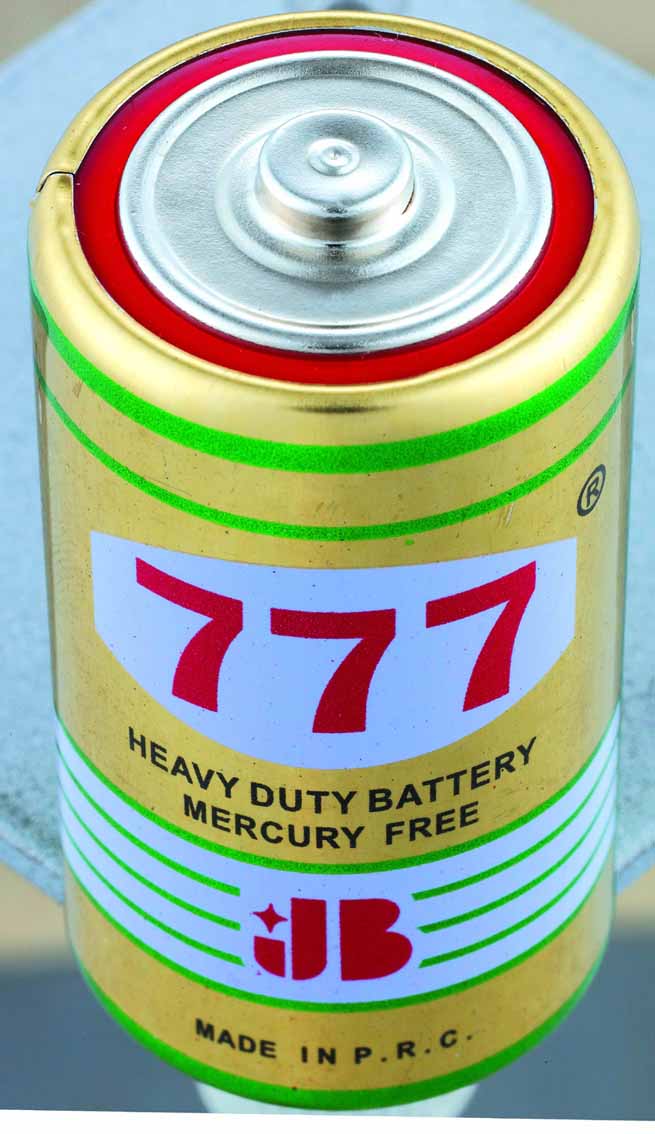 ®
777
HEAVY DUTY BATTERY
MERCURY FREE
JB
MADE IN P.R.C.